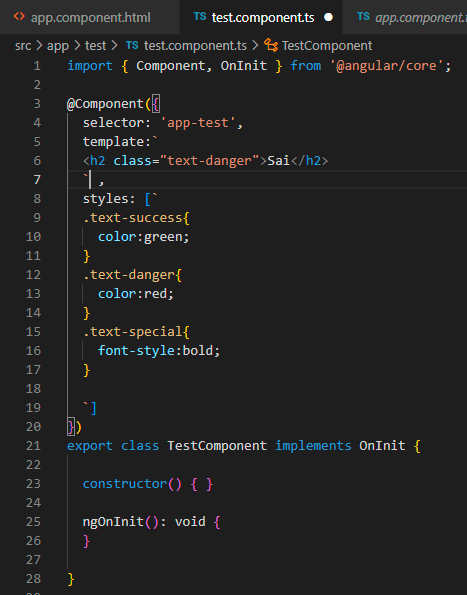 app.component.html TS test.component.ts TS app.component.t
src > app > test > TS test.component.ts > TestComponent
1 import { Component, OnInit } from '@angular/core';
2
3 @Component({
4 selector: 'app-test',
5 template:`
6 <h2 class="text-danger">Sai</h2>
7 ` ,
8 styles: [`
9 .text-success{
10 color:green;
11 }
12 .text-danger{
13 color:red;
14 }
15 .text-special{
16 font-style:bold;
17 }
18
19 `]
20 })
21 export class TestComponent implements OnInit {
22
23 constructor() { }
24
25 ngOnInit(): void {
26 }
27
28 }